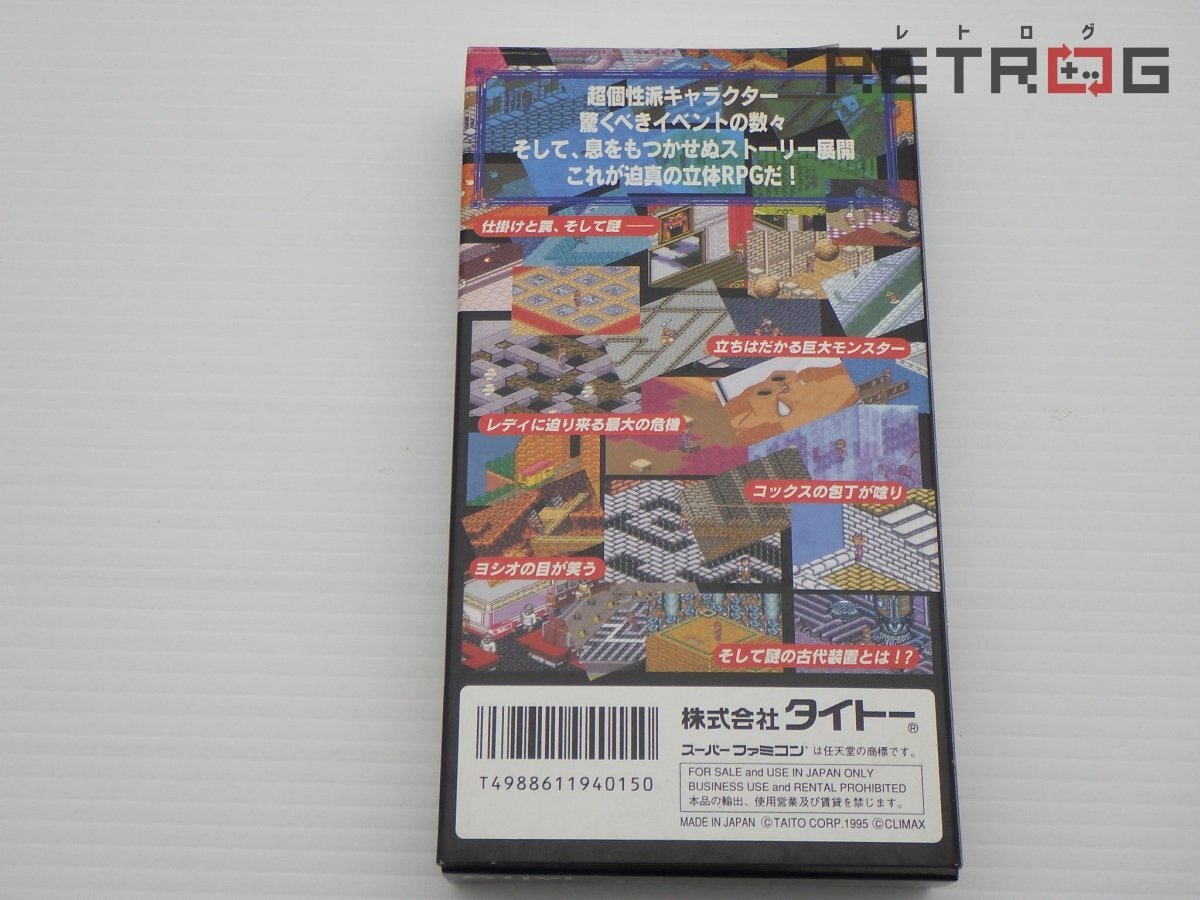 レトログ
RETROG
超個性派キャラクター
驚くべきイベントの数々
そして、息をもつかせぬストーリー展開
これが迫真の立体RPGだ!
仕掛けと罠、そして謎──
立ちはだかる巨大モンスター
レディに迫り来る最大の危機
コックスの包丁が唸り
ヨシオの目が笑う
そして謎の古代装置とは!?
株式会社 タイトー®
スーパーファミコン®は任天堂の商標です。
T4988611940150
FOR SALE and USE IN JAPAN ONLY
BUSINESS USE and RENTAL PROHIBITED
本品の輸出、使用営業及び賃貸を禁じます。
MADE IN JAPAN ©TAITO CORP.1995 ©CLIMAX